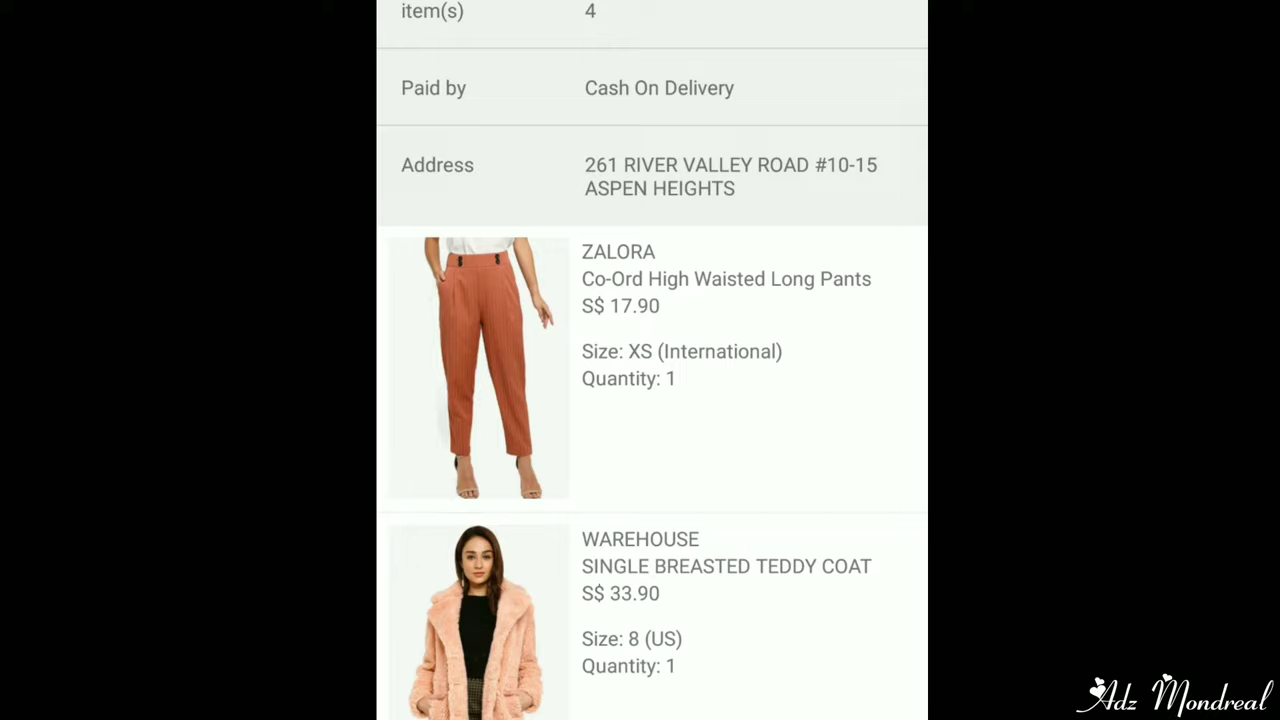 item(s) 4
Paid by Cash On Delivery
Address 261 RIVER VALLEY ROAD #10-15
ASPEN HEIGHTS
ZALORA
Co-Ord High Waisted Long Pants
S$ 17.90
Size: XS (International)
Quantity: 1
WAREHOUSE
SINGLE BREASTED TEDDY COAT
S$ 33.90
Size: 8 (US)
Quantity: 1
Adz Mondreal